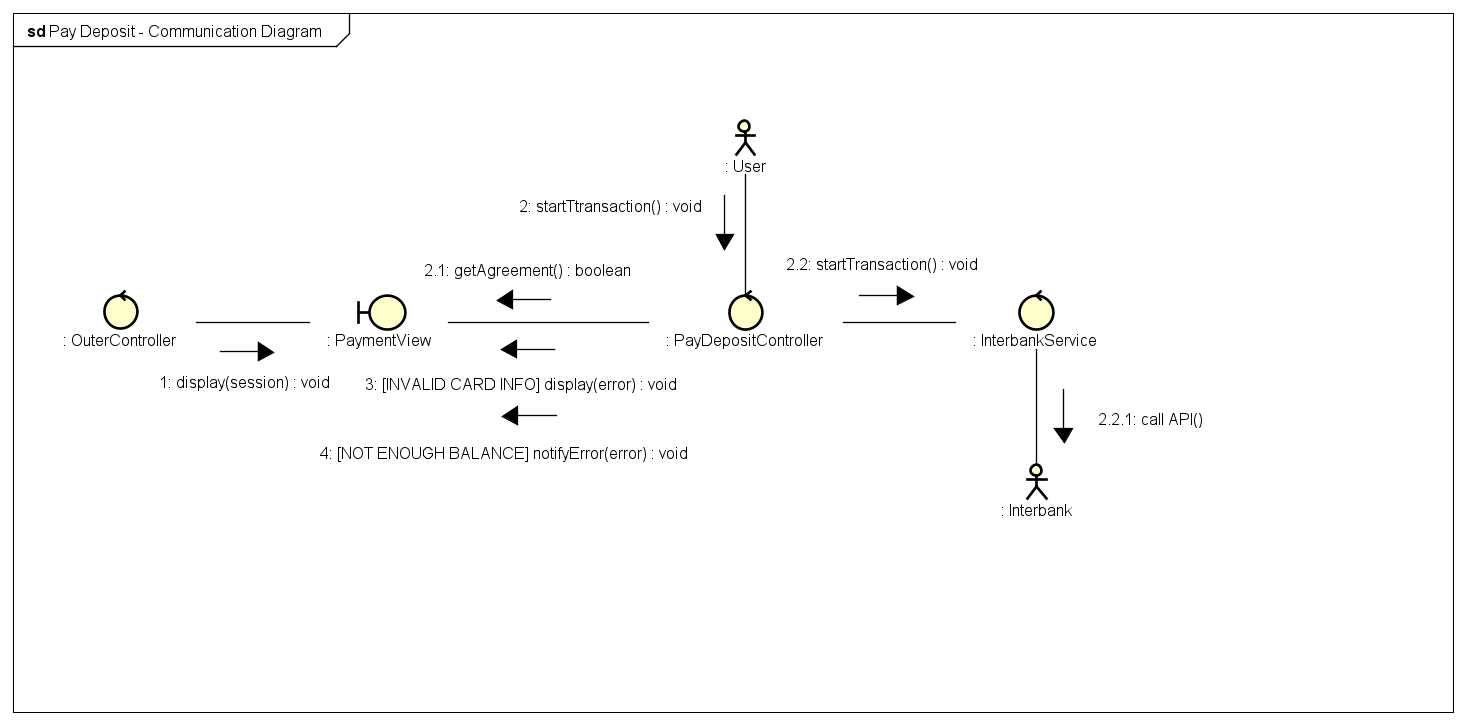 sd Pay Deposit - Communication Diagram
: User
2: startTtransaction() : void
2.1: getAgreement() : boolean
2.2: startTransaction() : void
: OuterController
: PaymentView
: PayDepositController
: InterbankService
1: display(session) : void
3: [INVALID CARD INFO] display(error) : void
2.2.1: call API()
4: [NOT ENOUGH BALANCE] notifyError(error) : void
: Interbank